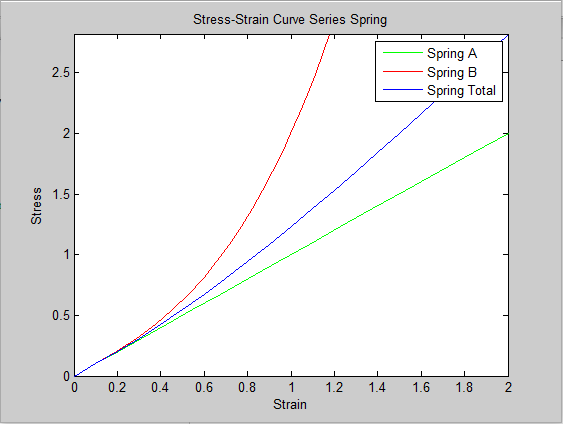 Stress-Strain Curve Series Spring
Spring A
Spring B
Spring Total
2.5
2
1.5
1
0.5
0
Stress
0 0.2 0.4 0.6 0.8 1 1.2 1.4 1.6 1.8 2
Strain